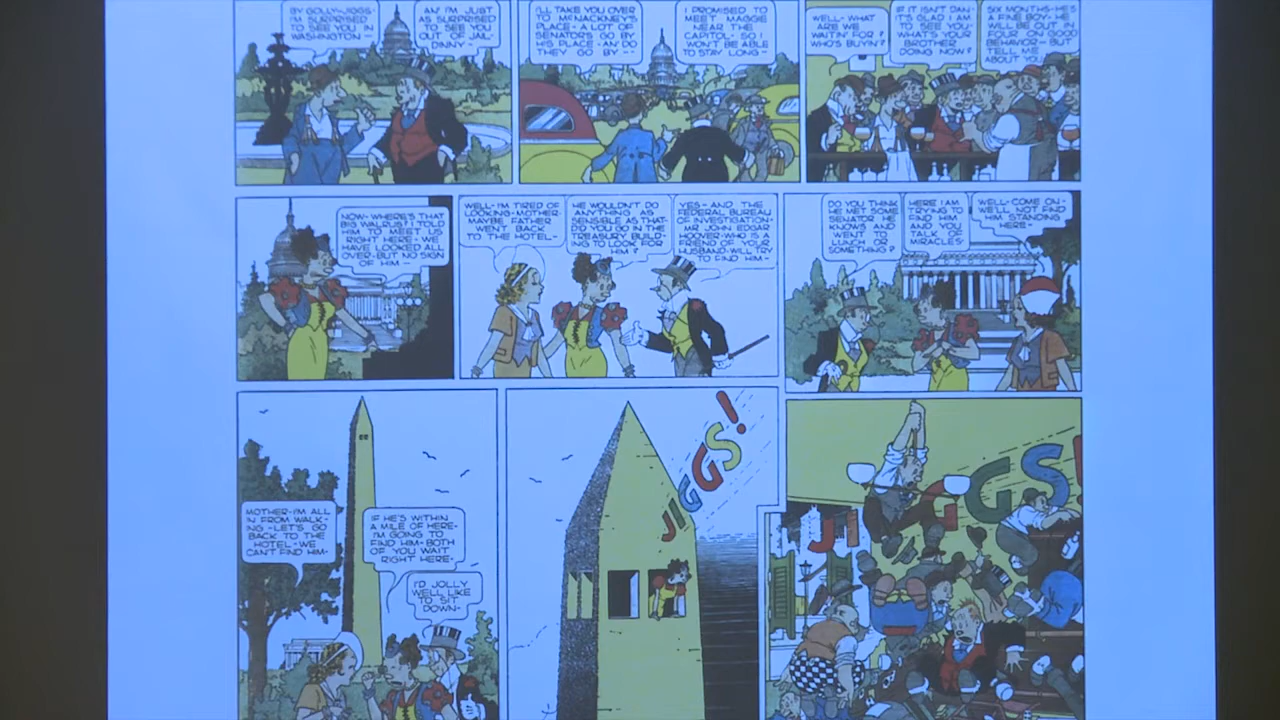 BY GOLLY-JIGGS-
I'M SURPRISED
TO SEE YOU IN
WASHINGTON--
AN' I'M JUST
AS SURPRISED
TO SEE YOU
OUT OF JAIL-
DINNY-
I'LL TAKE YOU OVER
TO McNACKNEY'S
PLACE- A LOT OF
SENATORS GO BY
HIS PLACE- AN' DO
THEY GO BY--
I PROMISED TO
MEET MAGGIE
NEAR THE
CAPITOL- SO I
WON'T BE ABLE
TO STAY LONG-
WELL- WHAT
ARE WE
WAITIN' FOR?
WHO'S BUYIN'?
IF IT ISN'T DAN-
IT'S GLAD I AM
TO SEE YOU-
WHAT'S YOUR
BROTHER
DOING NOW?
SIX MONTHS- HE'S
A FINE BOY- HE
WILL BE OUT IN
FOUR ON GOOD
BEHAVIOR- BUT
TELL ME
ABOUT YOU
NOW-WHERE'S THAT
BIG WALRUS? I TOLD
HIM TO MEET US
RIGHT HERE- WE
HAVE LOOKED ALL
OVER-BUT NO SIGN
OF HIM--
WELL-I'M TIRED OF
LOOKING-MOTHER-
MAYBE FATHER
WENT BACK
TO THE HOTEL-
HE WOULDN'T DO
ANYTHING AS
SENSIBLE AS THAT-
DID YOU GO IN THE
TREASURY BUILD-
ING TO LOOK FOR
HIM?
YES- AND THE
FEDERAL BUREAU
OF INVESTIGATION-
MR JOHN EDGAR
HOOVER-WHO IS A
FRIEND OF YOUR
HUSBAND-WILL TRY
TO FIND HIM-
DO YOU THINK
HE MET SOME
SENATOR HE
KNOWS AND
WENT TO
LUNCH OR
SOMETHING?
HERE I AM
TRYING TO
FIND HIM
AND YOU
TALK OF
MIRACLES-
WELL-COME ON-
WE'LL NOT FIND
HIM STANDING
HERE-
MOTHER-I'M ALL
IN FROM WALK-
ING-LET'S GO
BACK TO THE
HOTEL-WE
CAN'T FIND HIM-
IF HE'S WITHIN
A MILE OF HERE-
I'M GOING TO
FIND HIM-BOTH
OF YOU WAIT
RIGHT HERE-
I'D JOLLY
WELL LIKE
TO SIT
DOWN-
JIGGS!
JI GGS!